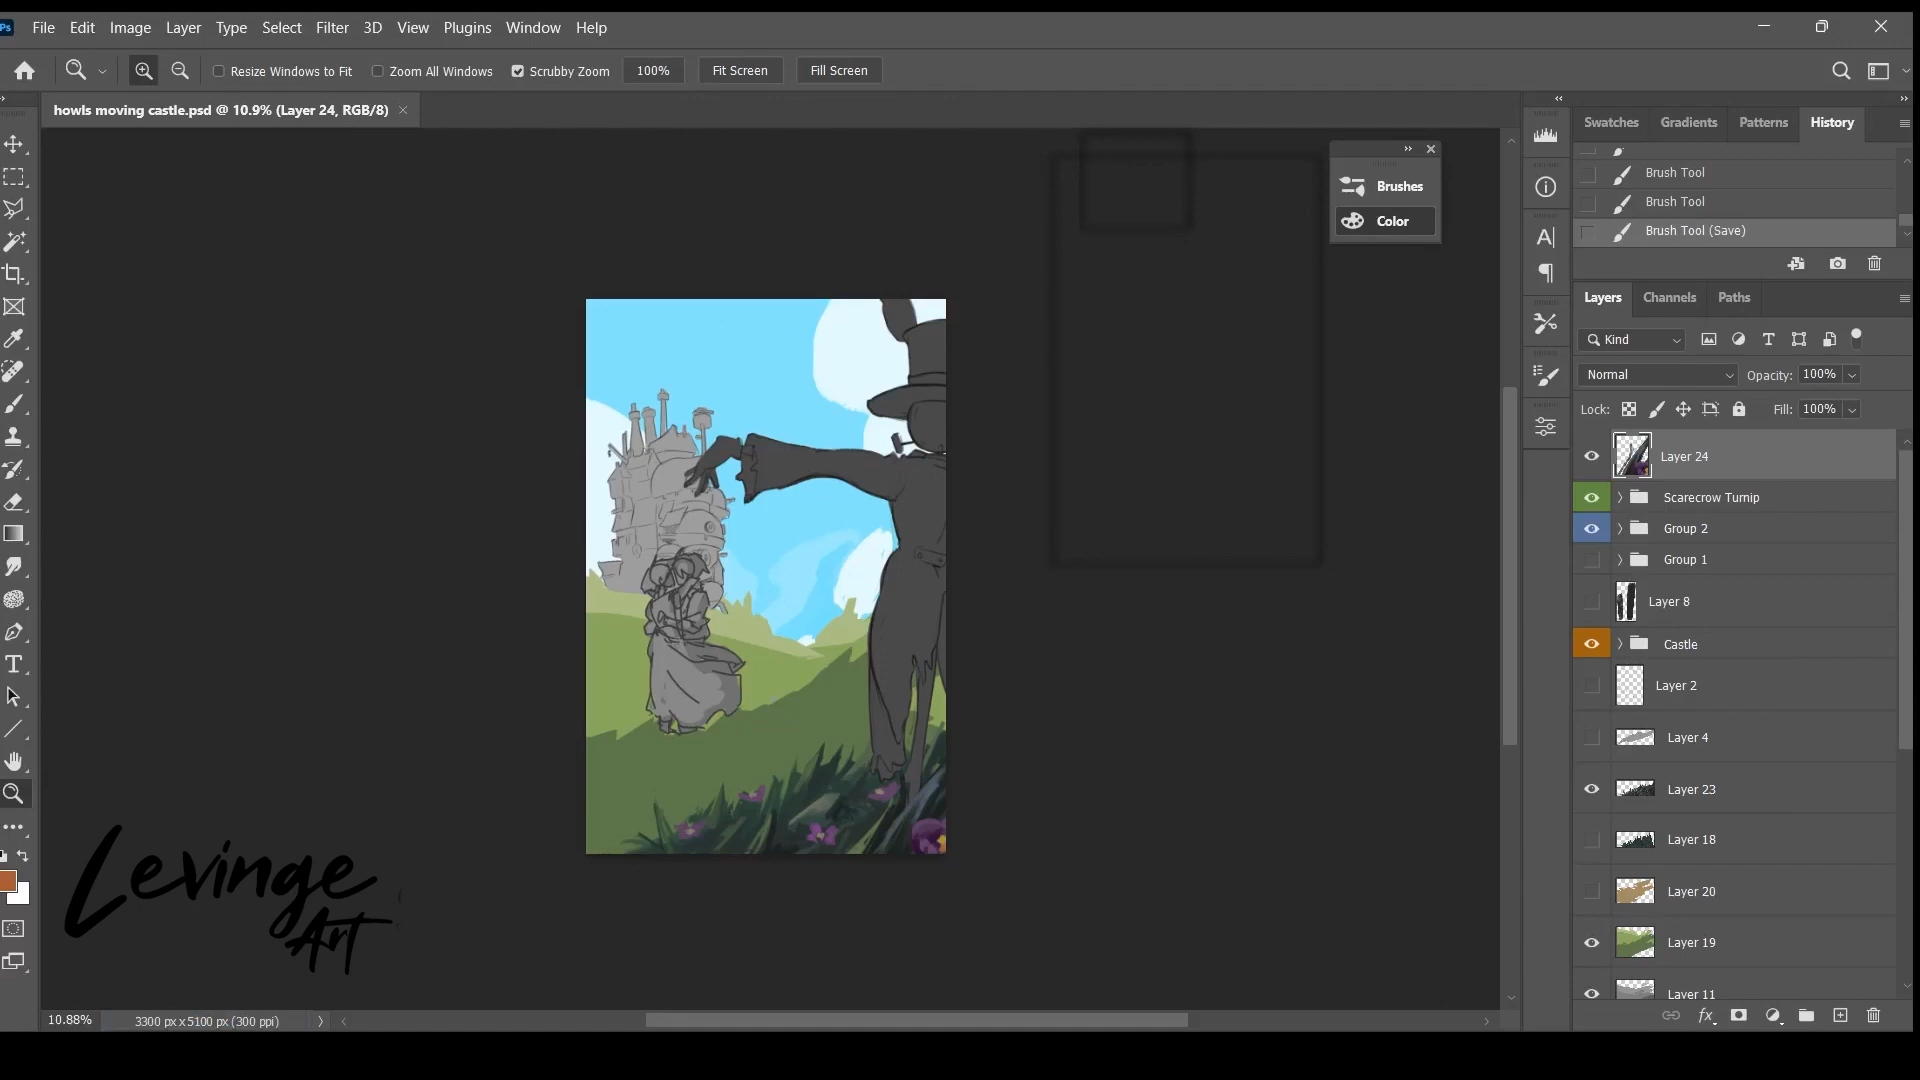 Ps File Edit Image Layer Type Select Filter 3D View Plugins Window Help
Resize Windows to Fit Zoom All Windows Scrubby Zoom 100% Fit Screen Fill Screen
howls moving castle.psd @ 10.9% (Layer 24, RGB/8)
Swatches Gradients Patterns History
Brushes
Color
Brush Tool
Brush Tool
Brush Tool (Save)
Layers Channels Paths
Kind
Normal Opacity: 100%
Lock: Fill: 100%
Layer 24
Scarecrow Turnip
Group 2
Group 1
Layer 8
Castle
Layer 2
Layer 4
Layer 23
Layer 18
Layer 20
Layer 19
Layer 11
Levinge
Art
10.88% 3300 px x 5100 px (300 ppi)